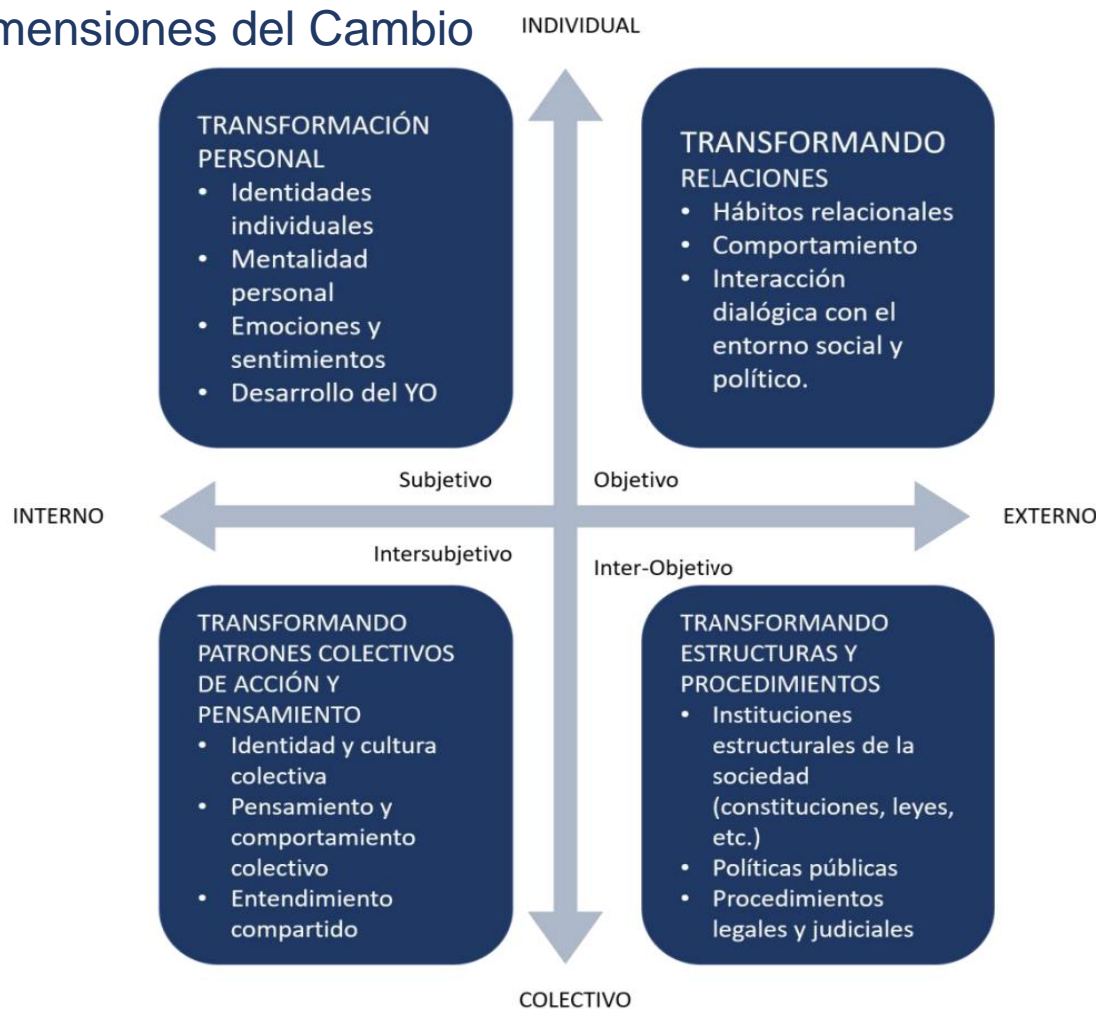 mensiones del Cambio
INDIVIDUAL
TRANSFORMACIÓN
PERSONAL
• Identidades
individuales
• Mentalidad
personal
• Emociones y
sentimientos
• Desarrollo del YO
TRANSFORMANDO
RELACIONES
• Hábitos relacionales
• Comportamiento
• Interacción
dialógica con el
entorno social y
político.
Subjetivo
Objetivo
INTERNO
EXTERNO
Intersubjetivo
Inter-Objetivo
TRANSFORMANDO
PATRONES COLECTIVOS
DE ACCIÓN Y
PENSAMIENTO
• Identidad y cultura
colectiva
• Pensamiento y
comportamiento
colectivo
• Entendimiento
compartido
TRANSFORMANDO
ESTRUCTURAS Y
PROCEDIMIENTOS
• Instituciones
estructurales de la
sociedad
(constituciones, leyes,
etc.)
• Políticas públicas
• Procedimientos
legales y judiciales
COLECTIVO